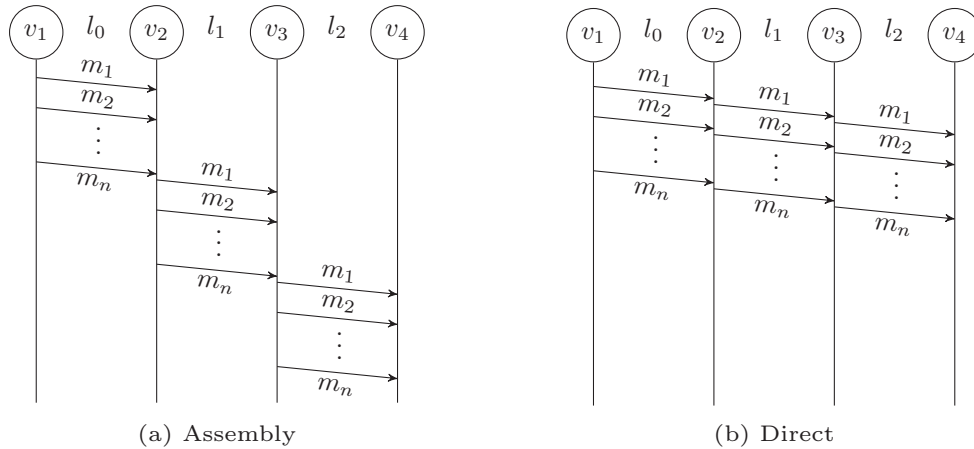 v1 l0 v2 l1 v3 l2 v4
m1
m2
⋮
mn
m1
m2
⋮
mn
m1
m2
⋮
mn
(a) Assembly
v1 l0 v2 l1 v3 l2 v4
m1
m2
⋮
mn
m1
m2
⋮
mn
m1
m2
⋮
mn
(b) Direct